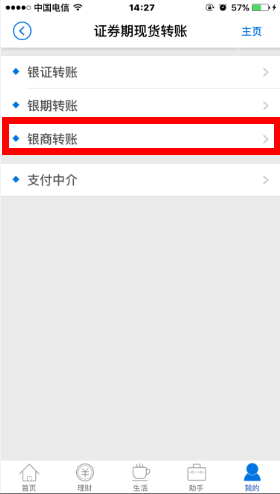 中国电信 14:27 57%
证券期现货转账 主页
银证转账
银期转账
银商转账
支付中介
首页 理财 生活 助手 我的